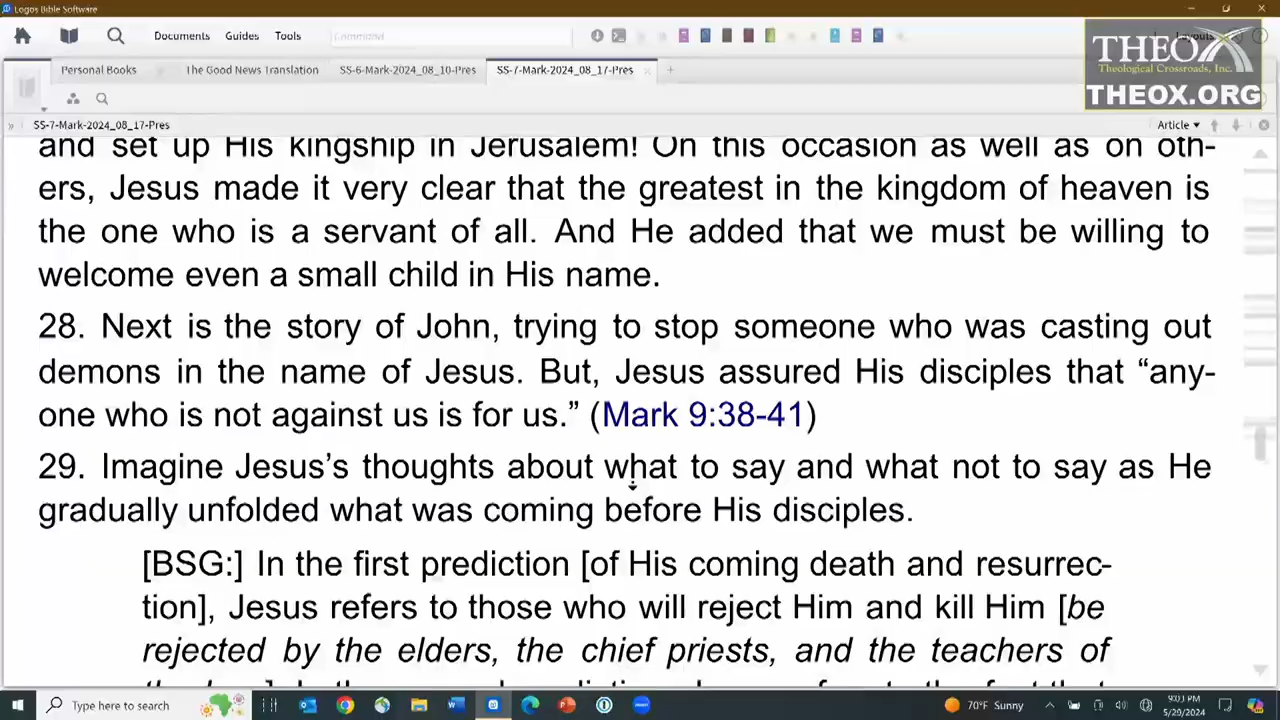 Logos Bible Software
Documents Guides Tools Command
THEOX
Theological Crossroads, Inc.
THEOX.ORG
Personal Books The Good News Translation SS-7-Mark-2024_08_17-Pres
SS-7-Mark-2024_08_17-Pres Article
and set up His kingship in Jerusalem! On this occasion as well as on oth-
ers, Jesus made it very clear that the greatest in the kingdom of heaven is
the one who is a servant of all. And He added that we must be willing to
welcome even a small child in His name.
28. Next is the story of John, trying to stop someone who was casting out
demons in the name of Jesus. But, Jesus assured His disciples that “any-
one who is not against us is for us.” (Mark 9:38-41)
29. Imagine Jesus’s thoughts about what to say and what not to say as He
gradually unfolded what was coming before His disciples.
[BSG:] In the first prediction [of His coming death and resurrec-
tion], Jesus refers to those who will reject Him and kill Him [be
rejected by the elders, the chief priests, and the teachers of
Type here to search
70°F Sunny
9:03 PM
5/29/2024